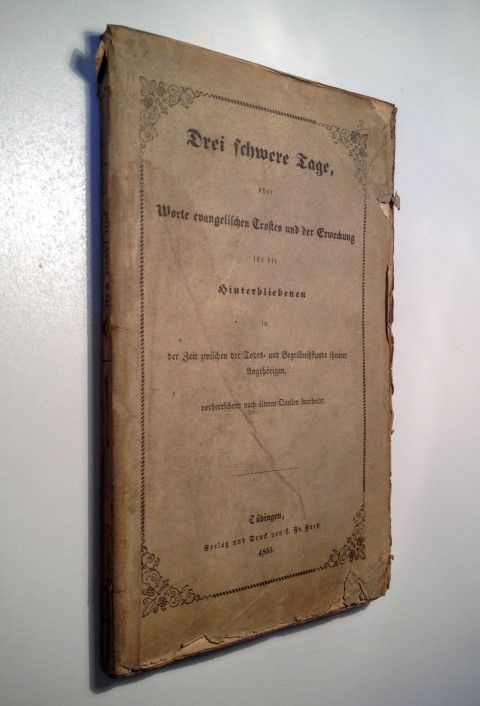 Drei schwere Tage,
oder
Worte evangelischen Trostes und der Erweckung
für die
Hinterbliebenen
in
der Zeit zwischen der Todes- und Begräbnißstunde theurer
Angehörigen,
vorherrschend nach älteren Quellen bearbeitet.
Tübingen,
Verlag und Druck von L. Fr. Fues
1855.